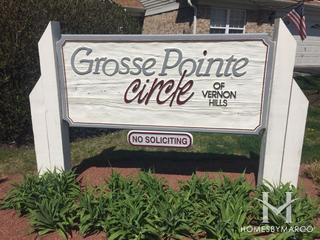 Grosse Pointe
circle
OF
VERNON
HILLS
NO SOLICITING
HOMESBYMARCO